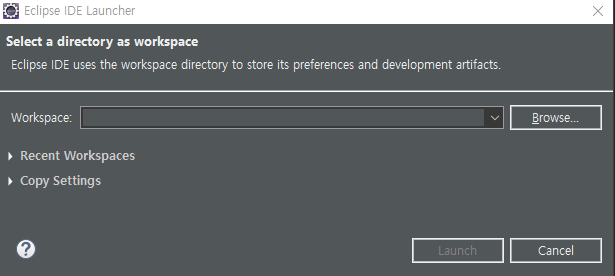 Eclipse IDE Launcher
Select a directory as workspace
Eclipse IDE uses the workspace directory to store its preferences and development artifacts.
Workspace:
Browse...
Recent Workspaces
Copy Settings
?
Launch
Cancel